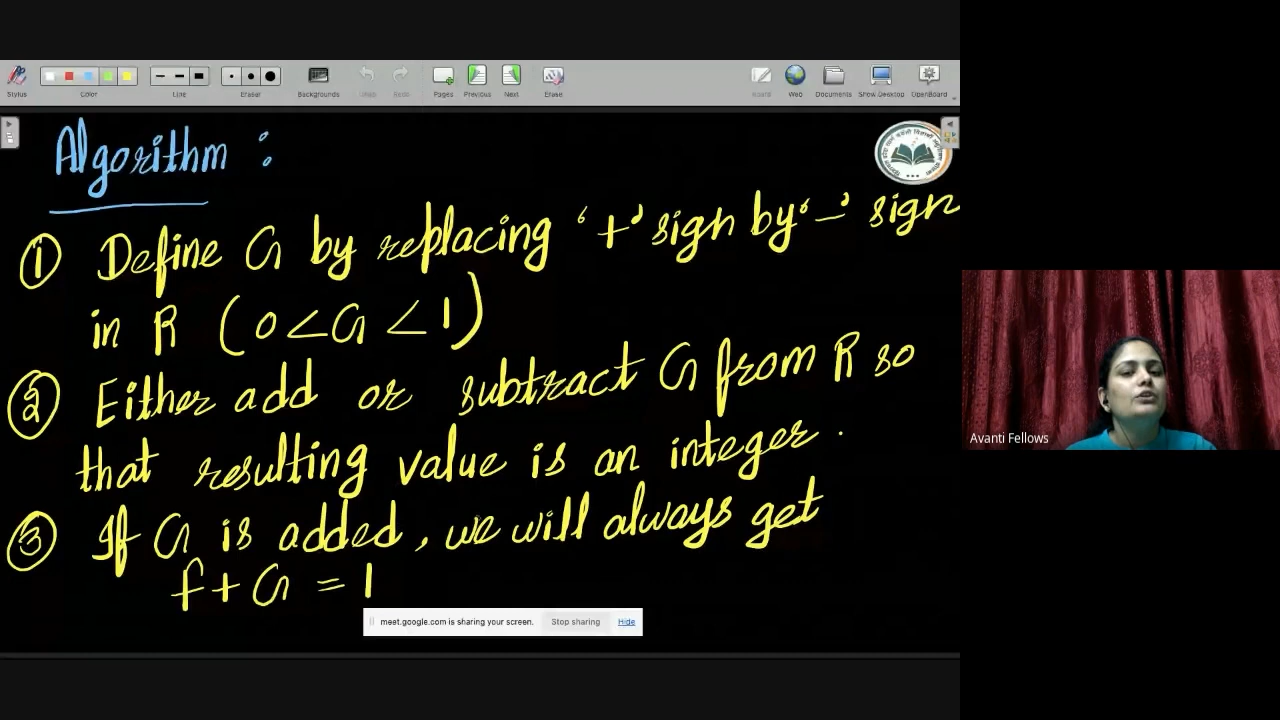 Stylus Color Line Eraser Backgrounds Undo Redo Pages Previous Next Erase Board Web Documents Show Desktop OpenBoard
Algorithm :
① Define G by replacing '+' sign by '-' sign
in R (0 < G < 1)
② Either add or subtract G from R so
that resulting value is an integer.
③ If G is added, we will always get
f + G = 1
meet.google.com is sharing your screen. Stop sharing Hide
Avanti Fellows